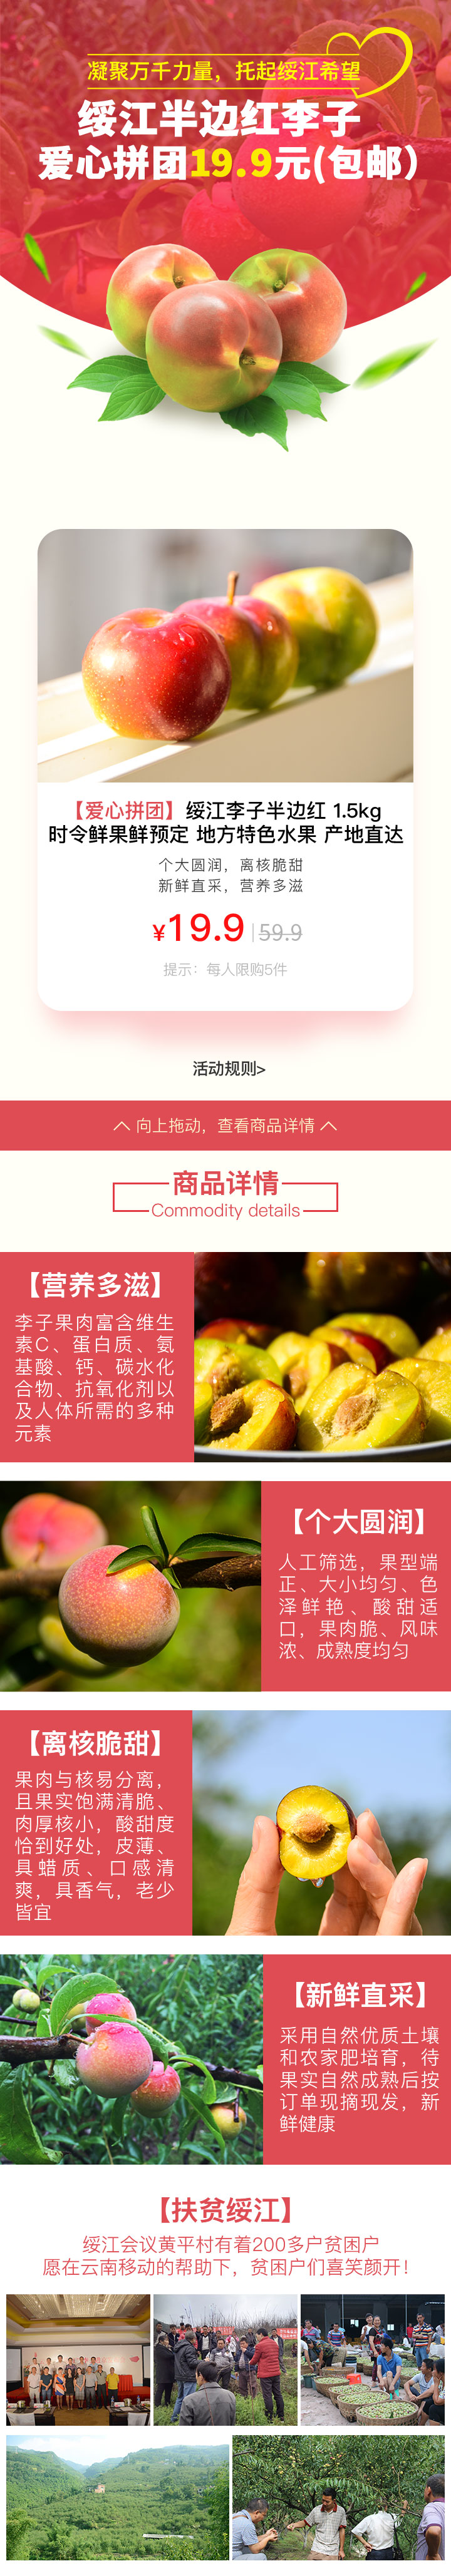 凝聚万千力量，托起绥江希望
绥江半边红李子
爱心拼团19.9元(包邮)
【爱心拼团】绥江李子半边红 1.5kg
时令鲜果鲜预定 地方特色水果 产地直达
个大圆润，离核脆甜
新鲜直采，营养多滋
¥19.9|59.9
提示：每人限购5件
活动规则>
向上拖动，查看商品详情
商品详情
Commodity details
【营养多滋】
李子果肉富含维生
素C、蛋白质、氨
基酸、钙、碳水化
合物、抗氧化剂以
及人体所需的多种
元素
【个大圆润】
人工筛选，果型端
正、大小均匀、色
泽鲜艳、酸甜适
口，果肉脆、风味
浓、成熟度均匀
【离核脆甜】
果肉与核易分离，
且果实饱满清脆、
肉厚核小，酸甜度
恰到好处，皮薄、
具蜡质、口感清
爽，具香气，老少
皆宜
【新鲜直采】
采用自然优质土壤
和农家肥培育，待
果实自然成熟后按
订单现摘现发，新
鲜健康
【扶贫绥江】
绥江会议黄平村有着200多户贫困户
愿在云南移动的帮助下，贫困户们喜笑颜开！